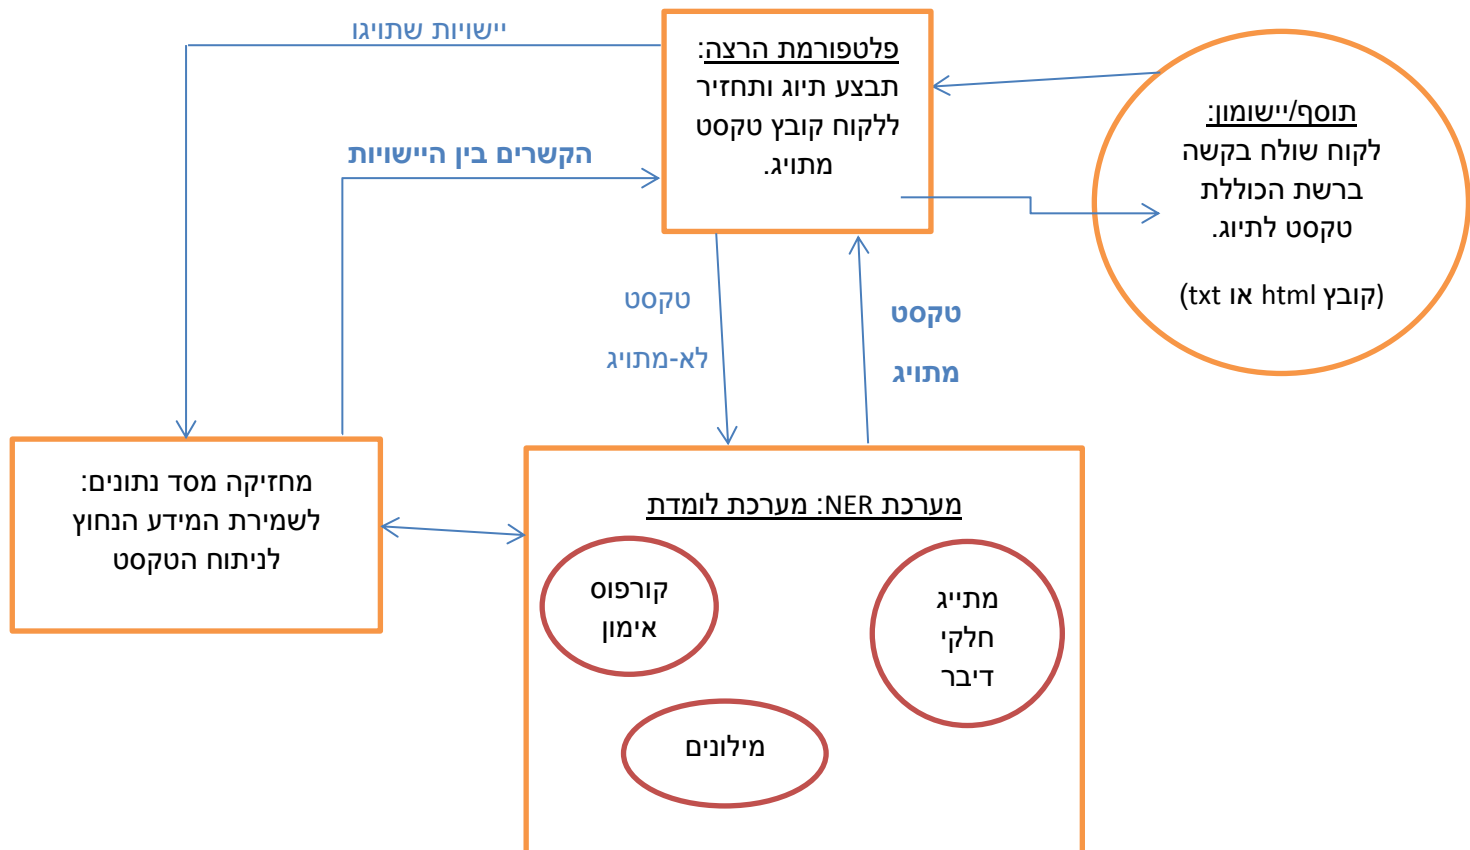 יישויות שתויגו
פלטפורמת הרצה:
תבצע תיוג ותחזיר
ללקוח קובץ טקסט
מתויג.
תוסף/יישומון:
לקוח שולח בקשה
ברשת הכוללת
טקסט לתיוג.
(קובץ html או txt)
הקשרים בין היישויות
טקסט
לא-מתויג
טקסט
מתויג
מחזיקה מסד נתונים:
לשמירת המידע הנחוץ
לניתוח הטקסט
מערכת NER: מערכת לומדת
קורפוס
אימון
מתייג
חלקי
דיבר
מילונים